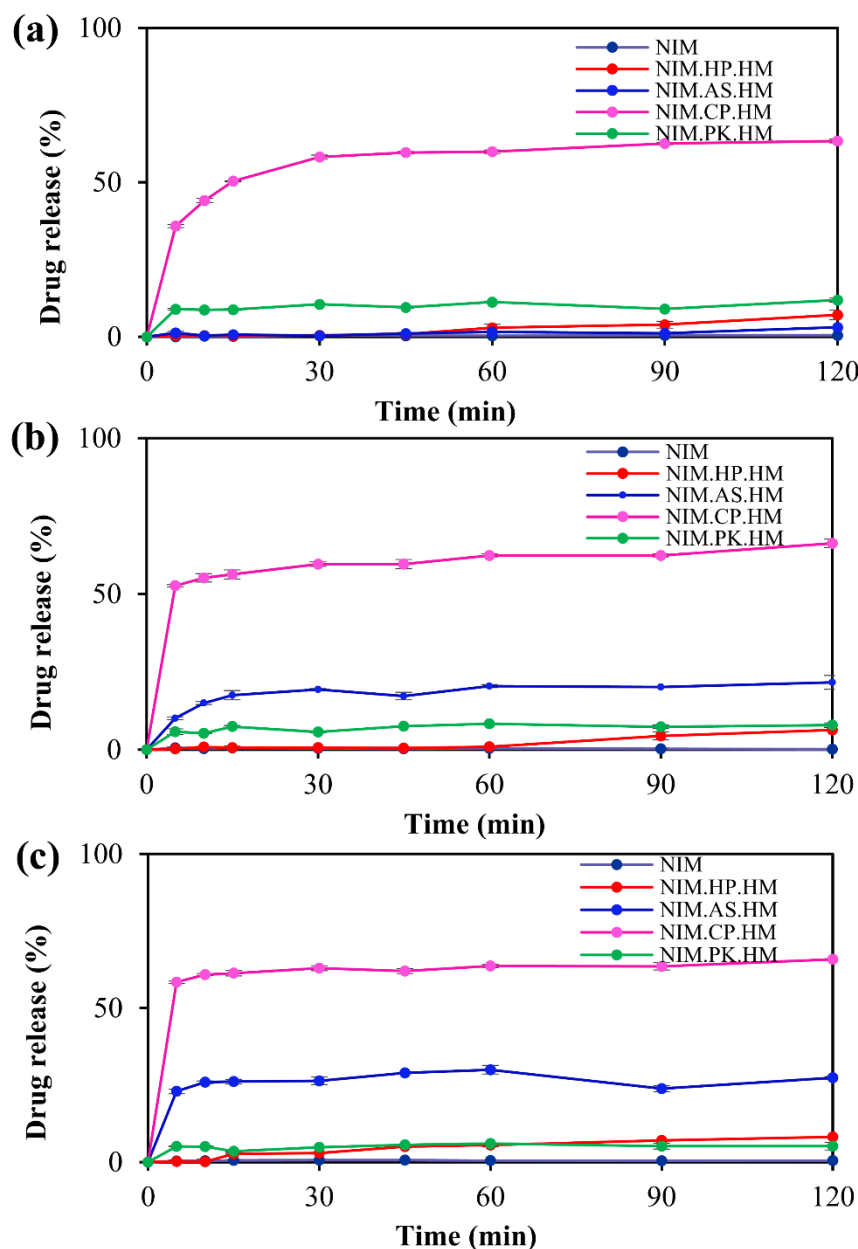 (a)
100
50
0
Drug release (%)
NIM
NIM.HP.HM
NIM.AS.HM
NIM.CP.HM
NIM.PK.HM
0 30 60 90 120
Time (min)
(b)
100
50
0
Drug release (%)
NIM
NIM.HP.HM
NIM.AS.HM
NIM.CP.HM
NIM.PK.HM
0 30 60 90 120
Time (min)
(c)
100
50
0
Drug release (%)
NIM
NIM.HP.HM
NIM.AS.HM
NIM.CP.HM
NIM.PK.HM
0 30 60 90 120
Time (min)